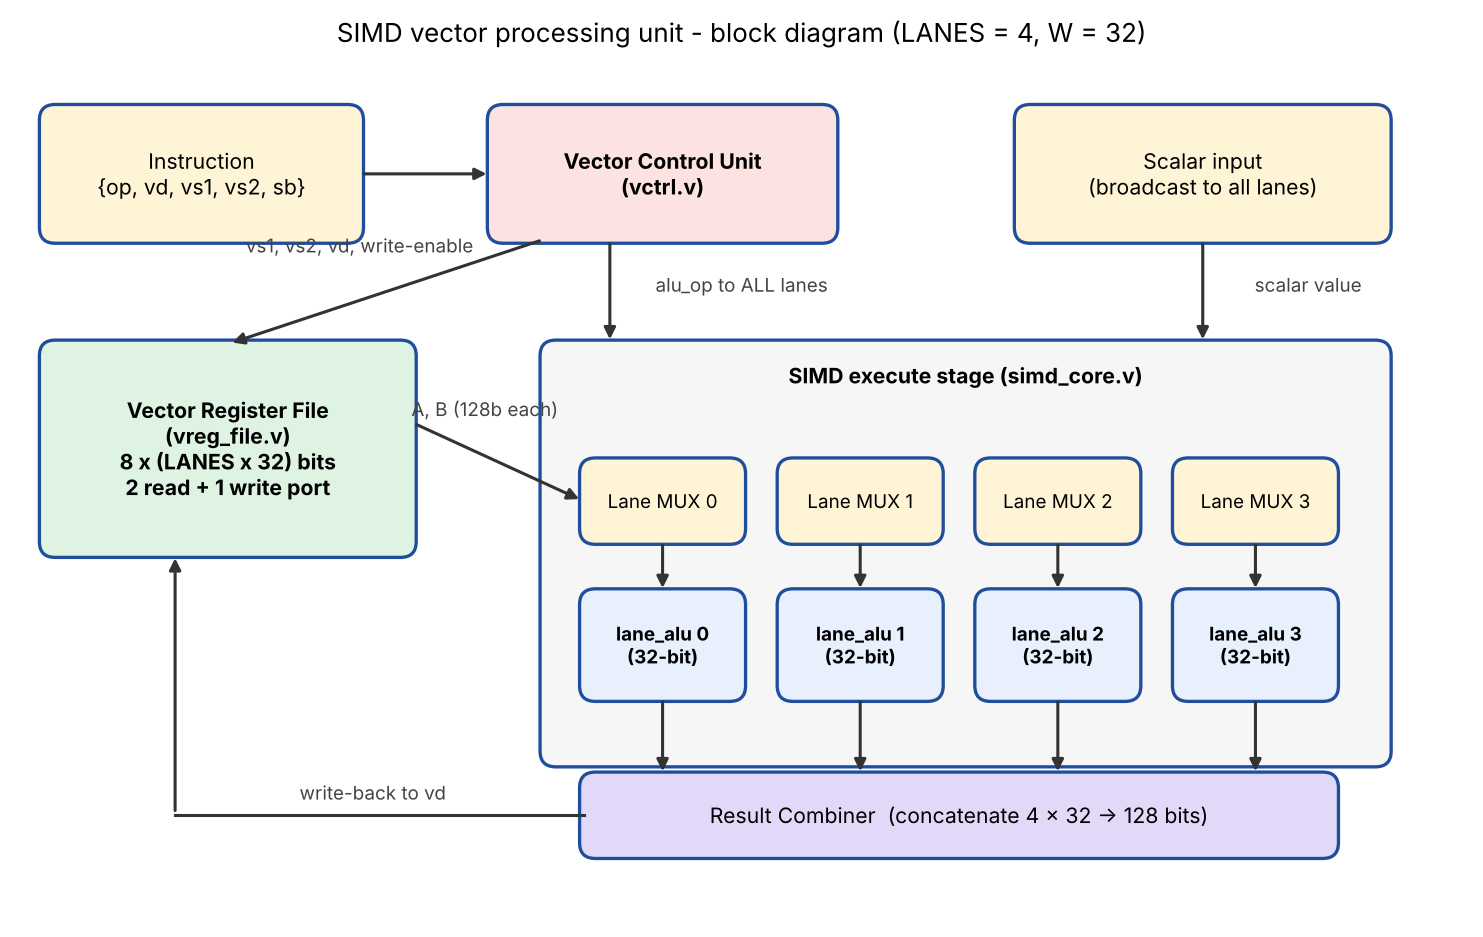 SIMD vector processing unit - block diagram (LANES = 4, W = 32)
Instruction
{op, vd, vs1, vs2, sb}
Vector Control Unit
(vctrl.v)
Scalar input
(broadcast to all lanes)
vs1, vs2, vd, write-enable
alu_op to ALL lanes
scalar value
Vector Register File
(vreg_file.v)
8 x (LANES x 32) bits
2 read + 1 write port
A, B (128b each)
SIMD execute stage (simd_core.v)
Lane MUX 0
Lane MUX 1
Lane MUX 2
Lane MUX 3
lane_alu 0
(32-bit)
lane_alu 1
(32-bit)
lane_alu 2
(32-bit)
lane_alu 3
(32-bit)
write-back to vd
Result Combiner (concatenate 4 × 32 → 128 bits)